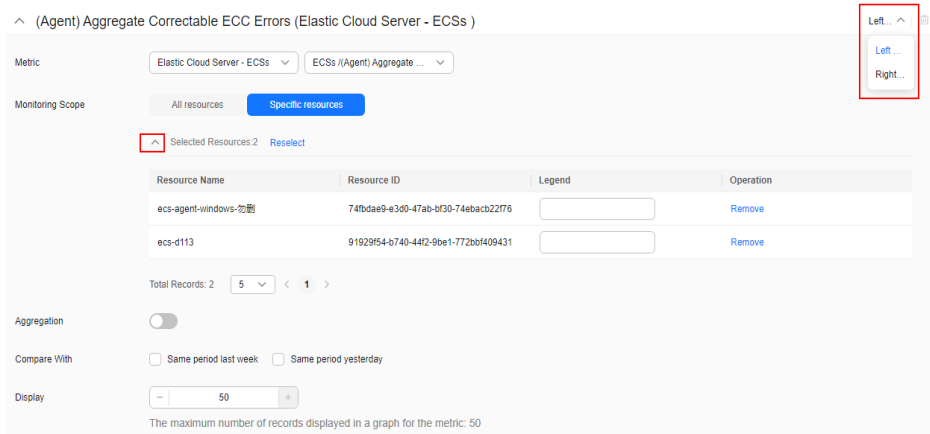 (Agent) Aggregate Correctable ECC Errors (Elastic Cloud Server - ECSs )
Left...
Left ...
Right...
Metric
Elastic Cloud Server - ECSs
ECSs /(Agent) Aggregate ...
Monitoring Scope
All resources
Specific resources
Selected Resources:2 Reselect
Resource Name Resource ID Legend Operation
ecs-agent-windows-勿删 74fbdae9-e3d0-47ab-bf30-74ebacb22f76 Remove
ecs-d113 91929f54-b740-44f2-9be1-772bbf409431 Remove
Total Records: 2 5 < 1 >
Aggregation
Compare With Same period last week Same period yesterday
Display − 50 +
The maximum number of records displayed in a graph for the metric: 50